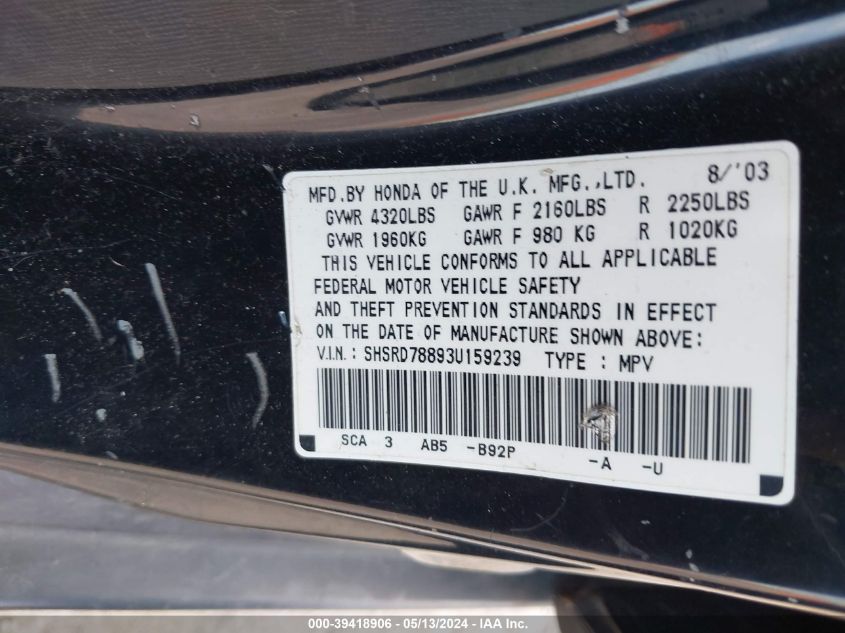 MFD.BY HONDA OF THE U.K. MFG.,LTD. 8/'03
GVWR 4320LBS GAWR F 2160LBS R 2250LBS
GVWR 1960KG GAWR F 980 KG R 1020KG
THIS VEHICLE CONFORMS TO ALL APPLICABLE
FEDERAL MOTOR VEHICLE SAFETY
AND THEFT PREVENTION STANDARDS IN EFFECT
ON THE DATE OF MANUFACTURE SHOWN ABOVE:
V.I.N.: SHSRD78893U159239 TYPE : MPV
SCA 3 AB5 -B92P -A -U
000-39418906 - 05/13/2024 - © IAA, Inc.